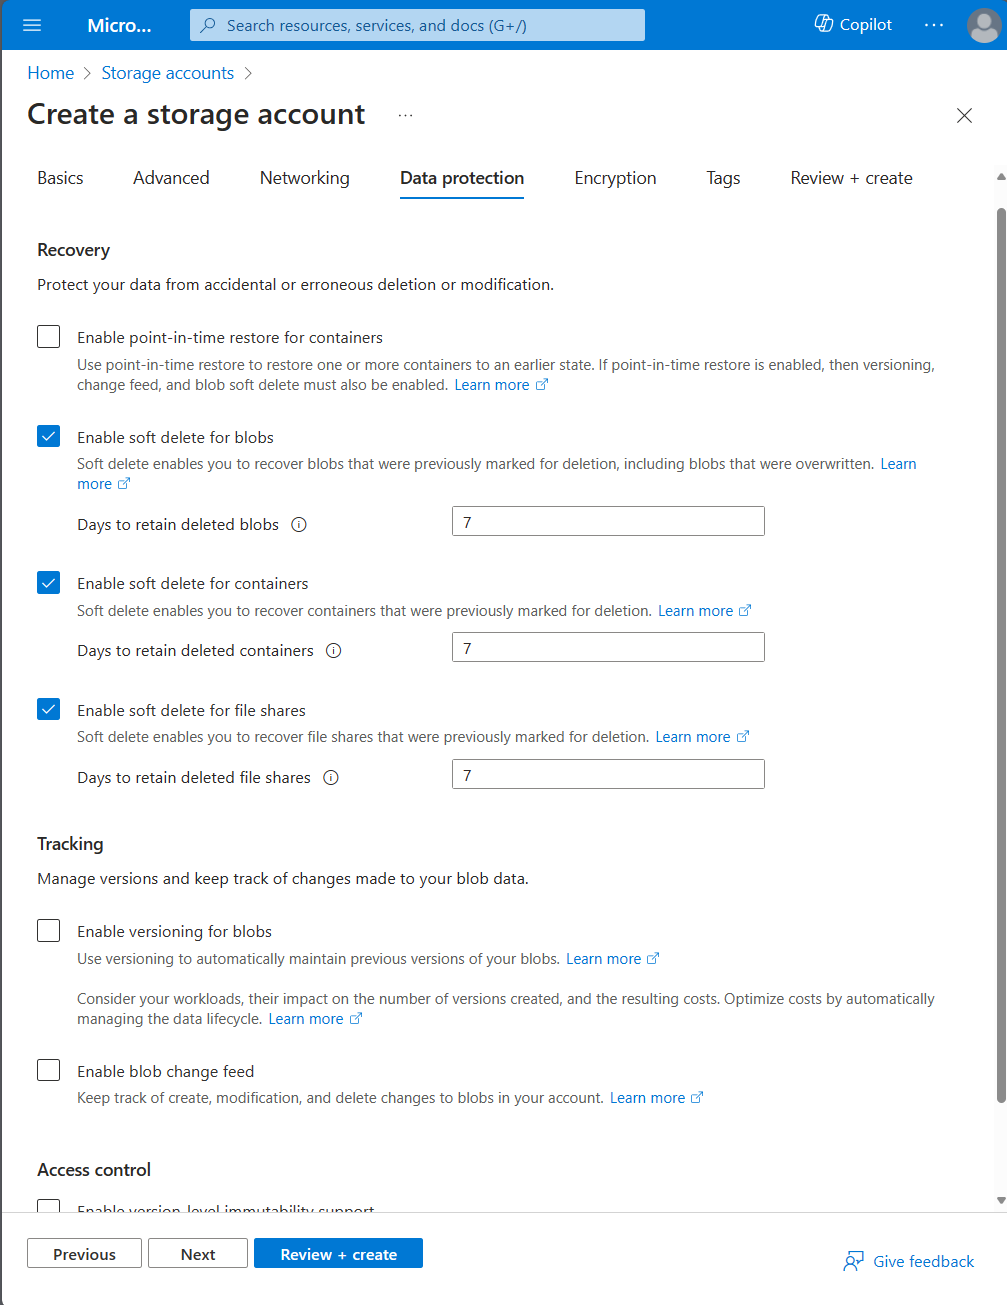 Micro...
Search resources, services, and docs (G+/)
Copilot
Home > Storage accounts >
Create a storage account ...
Basics Advanced Networking Data protection Encryption Tags Review + create
Recovery
Protect your data from accidental or erroneous deletion or modification.
Enable point-in-time restore for containers
Use point-in-time restore to restore one or more containers to an earlier state. If point-in-time restore is enabled, then versioning,
change feed, and blob soft delete must also be enabled. Learn more
Enable soft delete for blobs
Soft delete enables you to recover blobs that were previously marked for deletion, including blobs that were overwritten. Learn
more
Days to retain deleted blobs 7
Enable soft delete for containers
Soft delete enables you to recover containers that were previously marked for deletion. Learn more
Days to retain deleted containers 7
Enable soft delete for file shares
Soft delete enables you to recover file shares that were previously marked for deletion. Learn more
Days to retain deleted file shares 7
Tracking
Manage versions and keep track of changes made to your blob data.
Enable versioning for blobs
Use versioning to automatically maintain previous versions of your blobs. Learn more
Consider your workloads, their impact on the number of versions created, and the resulting costs. Optimize costs by automatically
managing the data lifecycle. Learn more
Enable blob change feed
Keep track of create, modification, and delete changes to blobs in your account. Learn more
Access control
Enable version-level immutability support
Previous Next Review + create Give feedback